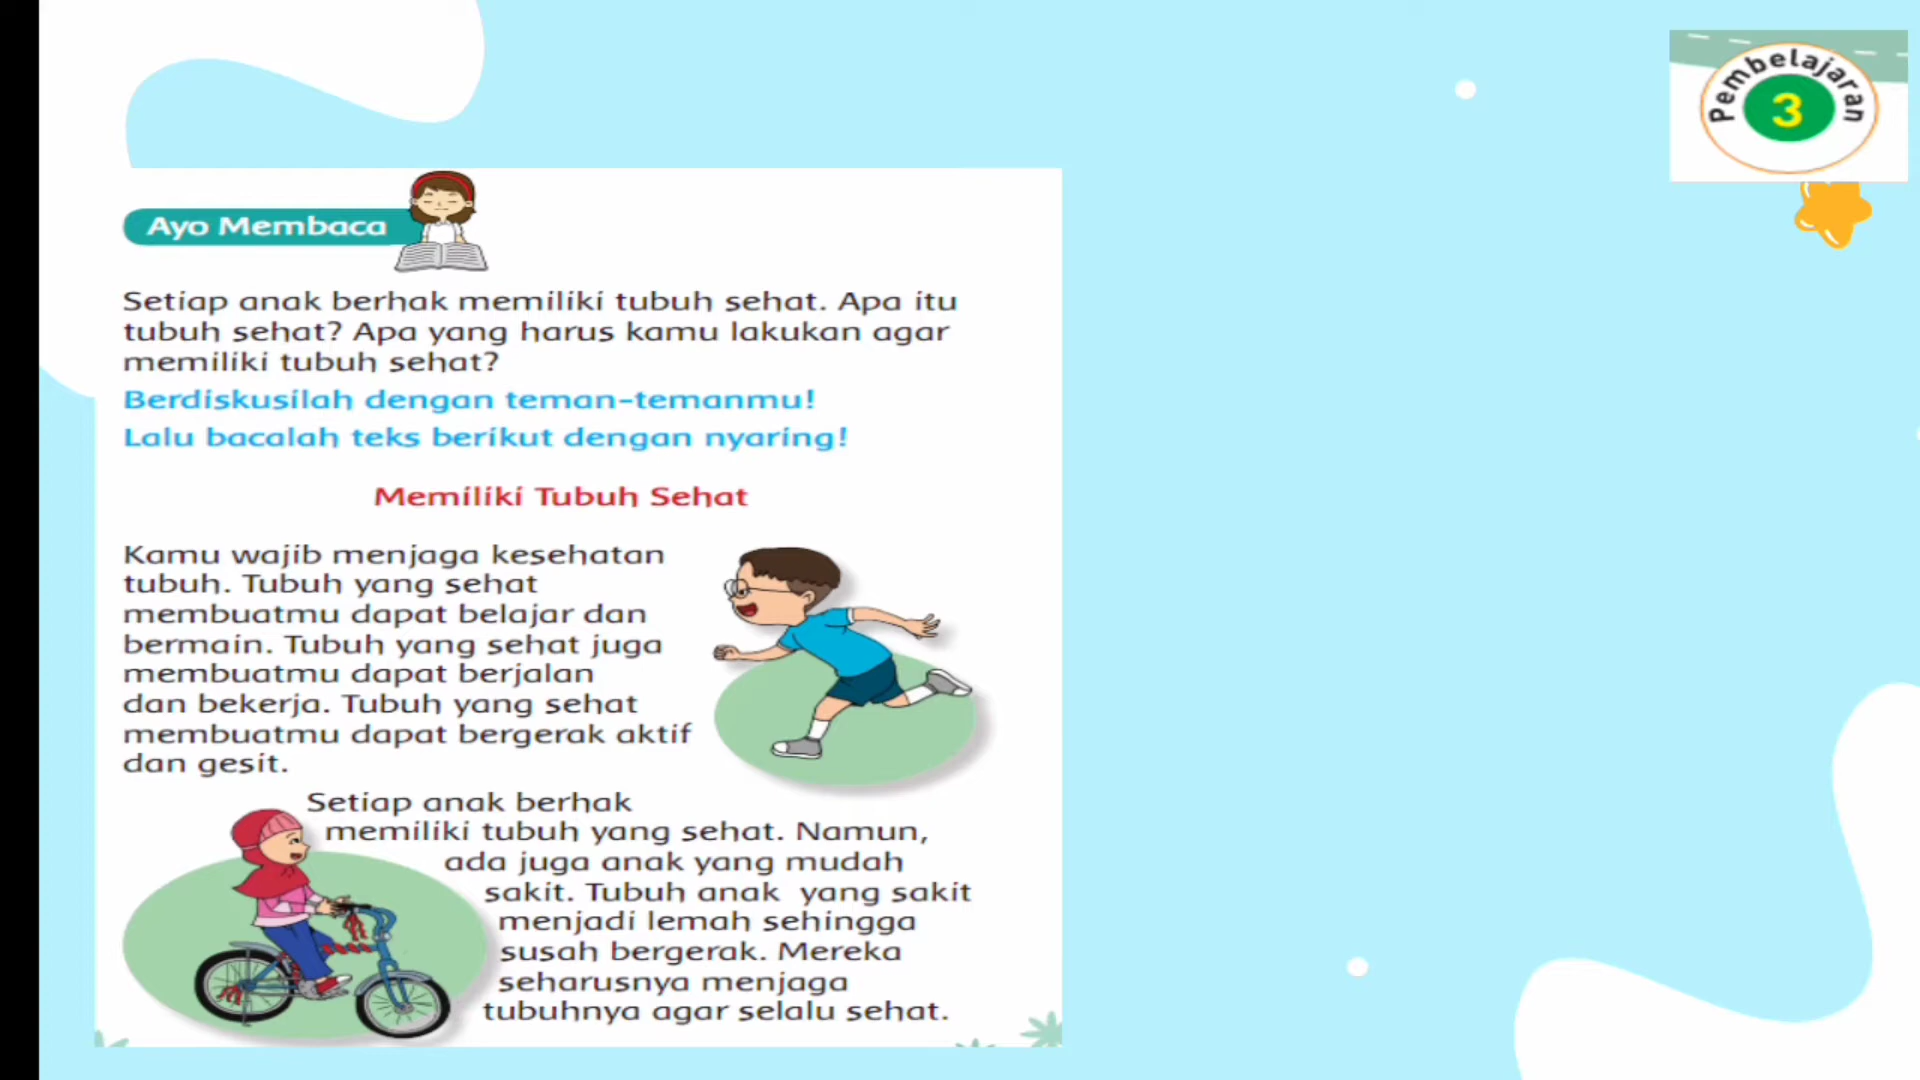 Pembelajaran
3
Ayo Membaca
Setiap anak berhak memiliki tubuh sehat. Apa itu
tubuh sehat? Apa yang harus kamu lakukan agar
memiliki tubuh sehat?
Berdiskusilah dengan teman-temanmu!
Lalu bacalah teks berikut dengan nyaring!
Memiliki Tubuh Sehat
Kamu wajib menjaga kesehatan
tubuh. Tubuh yang sehat
membuatmu dapat belajar dan
bermain. Tubuh yang sehat juga
membuatmu dapat berjalan
dan bekerja. Tubuh yang sehat
membuatmu dapat bergerak aktif
dan gesit.
Setiap anak berhak
memiliki tubuh yang sehat. Namun,
ada juga anak yang mudah
sakit. Tubuh anak yang sakit
menjadi lemah sehingga
susah bergerak. Mereka
seharusnya menjaga
tubuhnya agar selalu sehat.